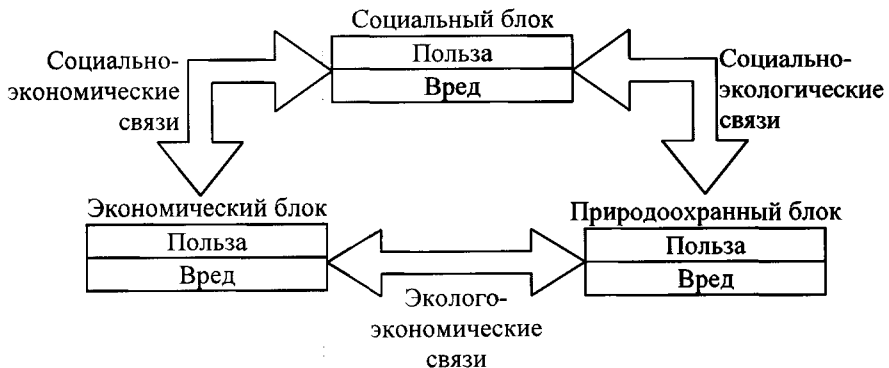 Социальный блок
Польза
Вред
Социально-
экономические
связи
Социально-
экологические
связи
Экономический блок
Польза
Вред
Природоохранный блок
Польза
Вред
Эколого-
экономические
связи